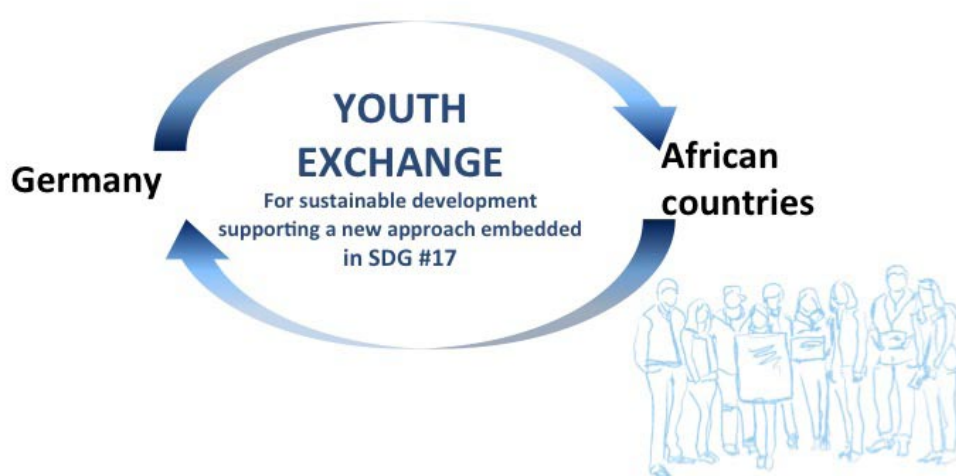 YOUTH
EXCHANGE
For sustainable development
supporting a new approach embedded
in SDG #17
Germany
African
countries